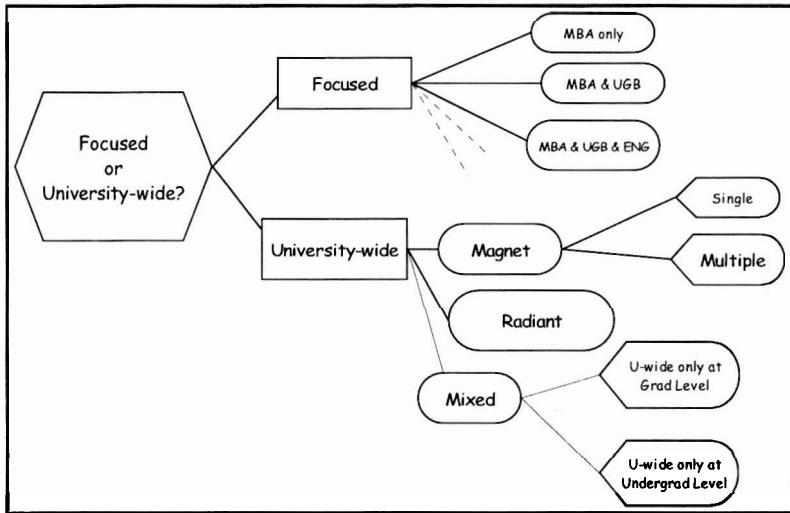 MBA only
Focused
MBA & UGB
MBA & UGB & ENG
Focused
or
University-wide?
University-wide
Magnet
Single
Multiple
Radiant
Mixed
U-wide only at
Grad Level
U-wide only at
Undergrad Level